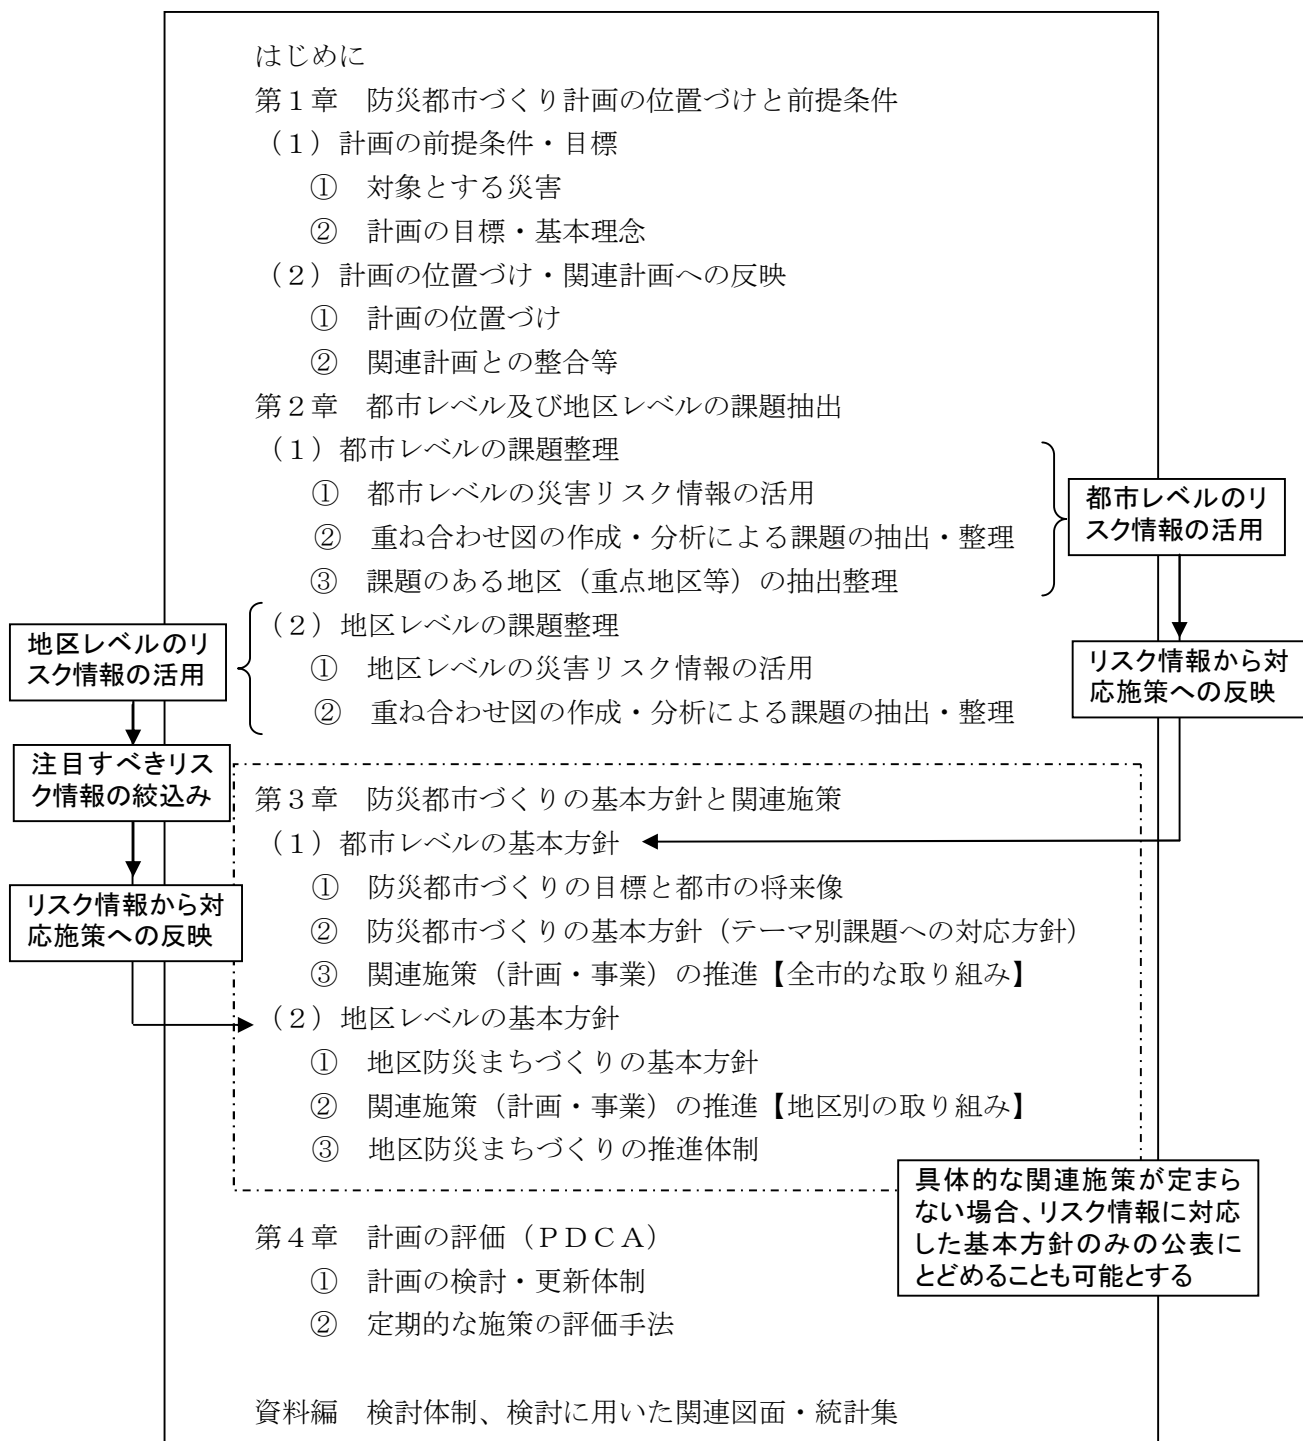 はじめに
第１章　防災都市づくり計画の位置づけと前提条件
（１）計画の前提条件・目標
①　対象とする災害
②　計画の目標・基本理念
（２）計画の位置づけ・関連計画への反映
①　計画の位置づけ
②　関連計画との整合等
第２章　都市レベル及び地区レベルの課題抽出
（１）都市レベルの課題整理
①　都市レベルの災害リスク情報の活用
②　重ね合わせ図の作成・分析による課題の抽出・整理
③　課題のある地区（重点地区等）の抽出整理
都市レベルのリ
スク情報の活用
リスク情報から対
応施策への反映
（２）地区レベルの課題整理
①　地区レベルの災害リスク情報の活用
②　重ね合わせ図の作成・分析による課題の抽出・整理
地区レベルのリ
スク情報の活用
注目すべきリス
ク情報の絞込み
リスク情報から対
応施策への反映
第３章　防災都市づくりの基本方針と関連施策
（１）都市レベルの基本方針
①　防災都市づくりの目標と都市の将来像
②　防災都市づくりの基本方針（テーマ別課題への対応方針）
③　関連施策（計画・事業）の推進【全市的な取り組み】
（２）地区レベルの基本方針
①　地区防災まちづくりの基本方針
②　関連施策（計画・事業）の推進【地区別の取り組み】
③　地区防災まちづくりの推進体制
具体的な関連施策が定まら
ない場合、リスク情報に対応
した基本方針のみの公表に
とどめることも可能とする
第４章　計画の評価（ＰＤＣＡ）
①　計画の検討・更新体制
②　定期的な施策の評価手法
資料編　検討体制、検討に用いた関連図面・統計集